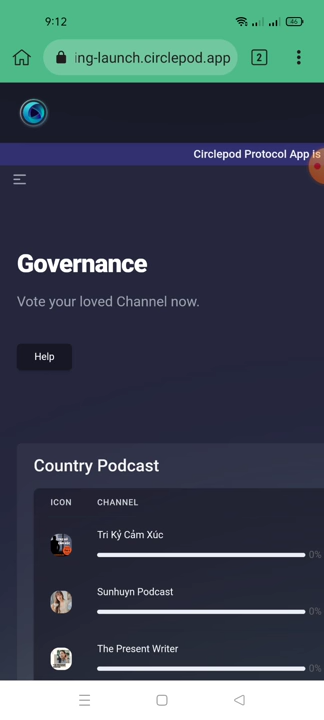 9:12
46
ing-launch.circlepod.app
2
Circlepod Protocol App is
Governance
Vote your loved Channel now.
Help
Country Podcast
ICON CHANNEL
Tri Kỷ Cảm Xúc
0%
Sunhuyn Podcast
0%
The Present Writer
0%